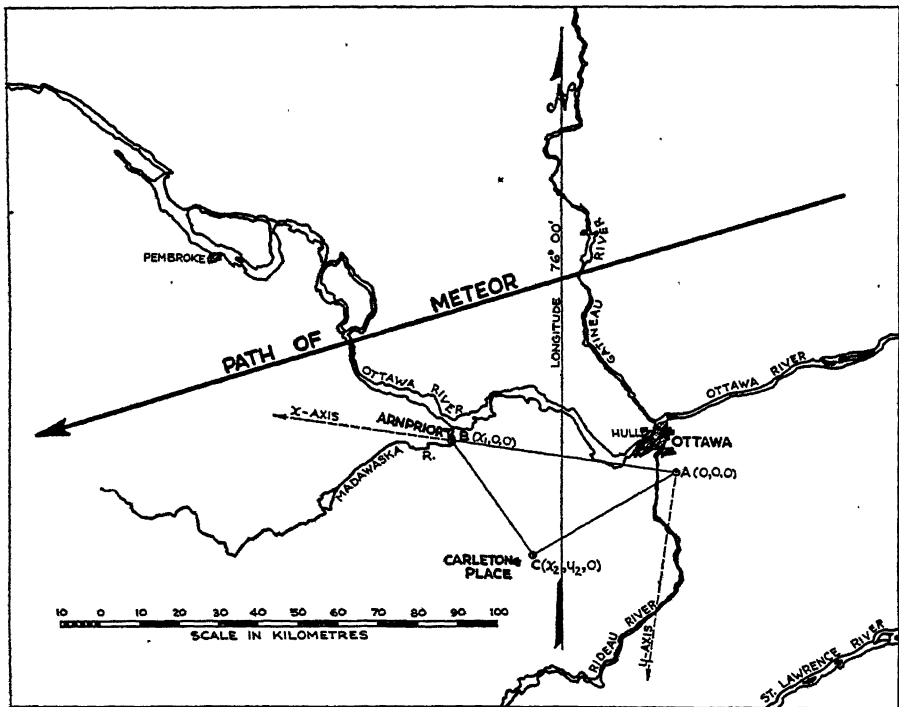 N
LONGITUDE 76° 00'
GATINEAU RIVER
PEMBROKE
PATH OF METEOR
OTTAWA RIVER
OTTAWA RIVER
X-AXIS
ARNPRIOR
B (X₁,0,0)
HULL
OTTAWA
MADAWASKA R.
A (0,0,0)
CARLETON
PLACE
C (X₂,Y₂,0)
10 0 10 20 30 40 50 60 70 80 90 100
SCALE IN KILOMETRES
RIDEAU RIVER
Y-AXIS
ST. LAWRENCE RIVER